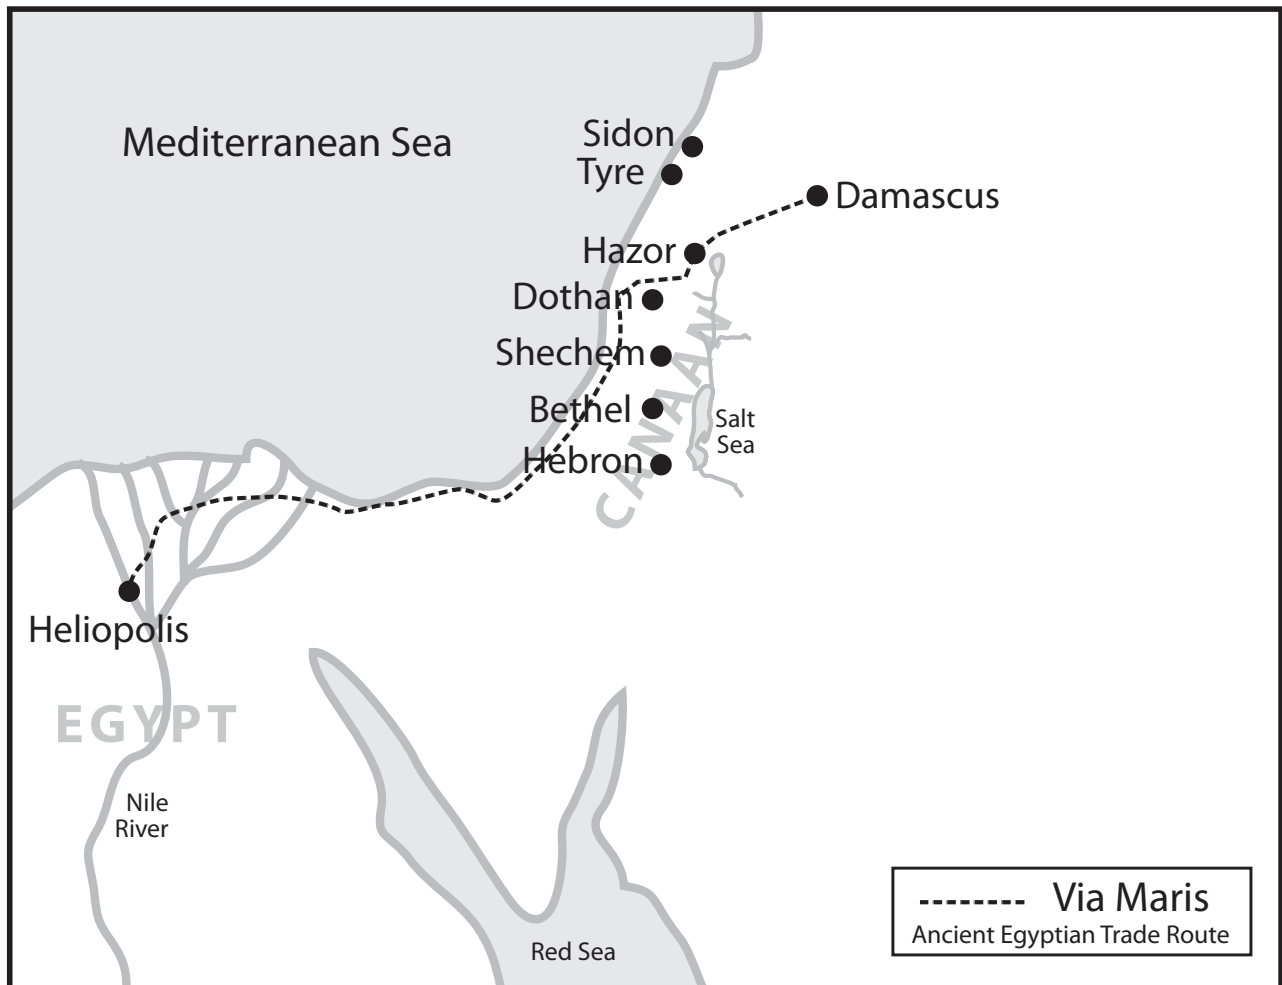 Mediterranean Sea
Sidon
Tyre
Damascus
Hazor
Dothan
Shechem
CANAAN
Bethel
Salt
Sea
Hebron
Heliopolis
EGYPT
Nile
River
Via Maris
Ancient Egyptian Trade Route
Red Sea